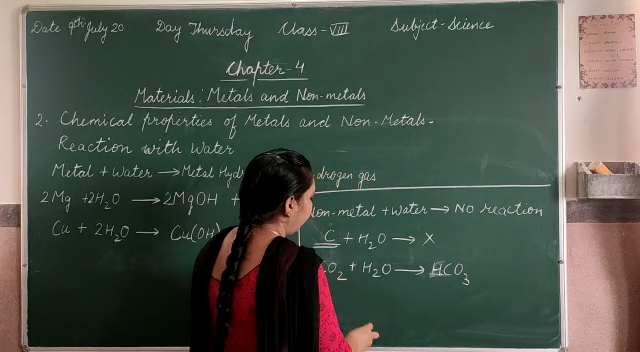 Date 9th July 20 Day Thursday Class-VIII Subject-Science
Chapter-4
Materials: Metals and Non-metals
2. Chemical properties of Metals and Non-Metals-
Reaction with Water
Metal + Water → Metal Hydr drogen gas
2Mg + 2H₂O → 2MgOH +
Cu + 2H₂O → Cu(OH)
Non-metal + Water → No reaction
C + H₂O → X
O₂ + H₂O → HCO₃